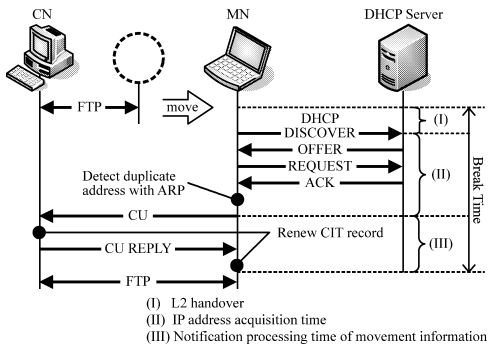 CN
MN
DHCP Server
FTP
move
DHCP
DISCOVER
(I)
OFFER
REQUEST
ACK
(II)
Break Time
Detect duplicate
address with ARP
CU
Renew CIT record
CU REPLY
(III)
FTP
(I) L2 handover
(II) IP address acquisition time
(III) Notification processing time of movement information